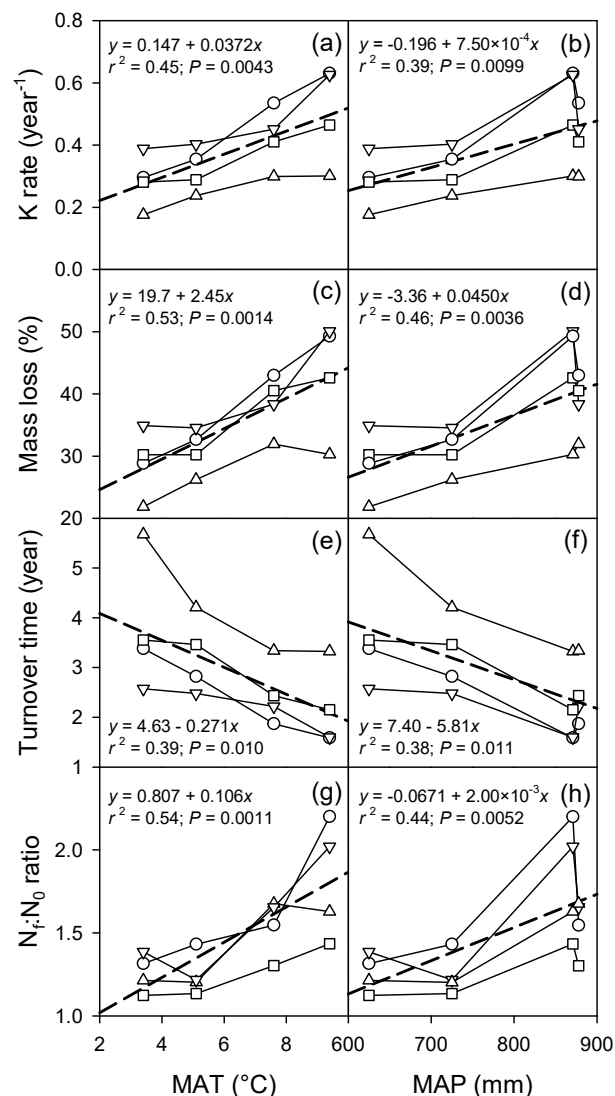 y = 0.147 + 0.0372x (a)
r² = 0.45; P = 0.0043
y = -0.196 + 7.50×10⁻⁴x (b)
r² = 0.39; P = 0.0099
0.8
0.6
0.4
0.2
0.0
K rate (year⁻¹)
y = 19.7 + 2.45x (c)
r² = 0.53; P = 0.0014
y = -3.36 + 0.0450x (d)
r² = 0.46; P = 0.0036
50
40
30
20
Mass loss (%)
(e)
y = 4.63 - 0.271x
r² = 0.39; P = 0.010
(f)
y = 7.40 - 5.81x
r² = 0.38; P = 0.011
5
4
3
2
1
Turnover time (year)
y = 0.807 + 0.106x (g)
r² = 0.54; P = 0.0011
y = -0.0671 + 2.00×10⁻³x (h)
r² = 0.44; P = 0.0052
2.0
1.5
1.0
N_f:N_0 ratio
2 4 6 8 600 700 800 900
MAT (°C) MAP (mm)